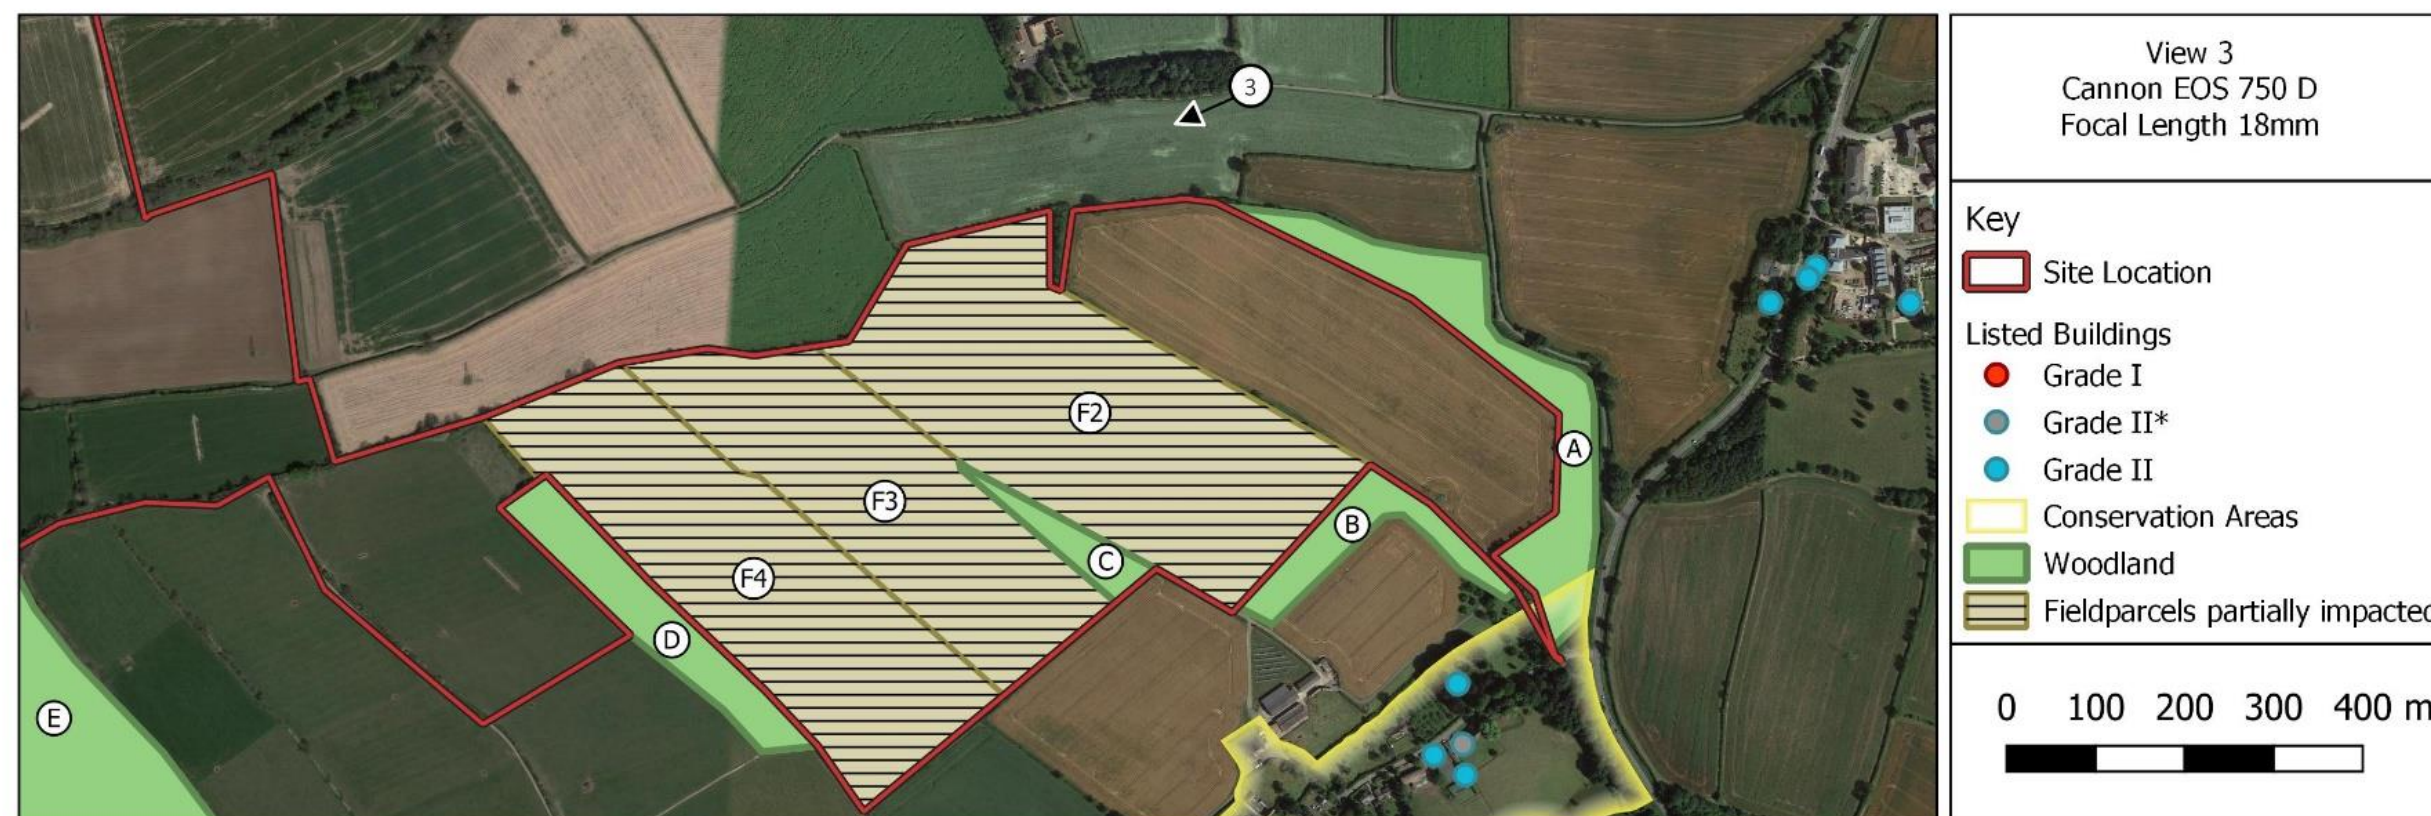 3
F2
A
F3
B
C
F4
D
E
View 3
Cannon EOS 750 D
Focal Length 18mm
Key
Site Location
Listed Buildings
Grade I
Grade II*
Grade II
Conservation Areas
Woodland
Fieldparcels partially impacted
0 100 200 300 400 m